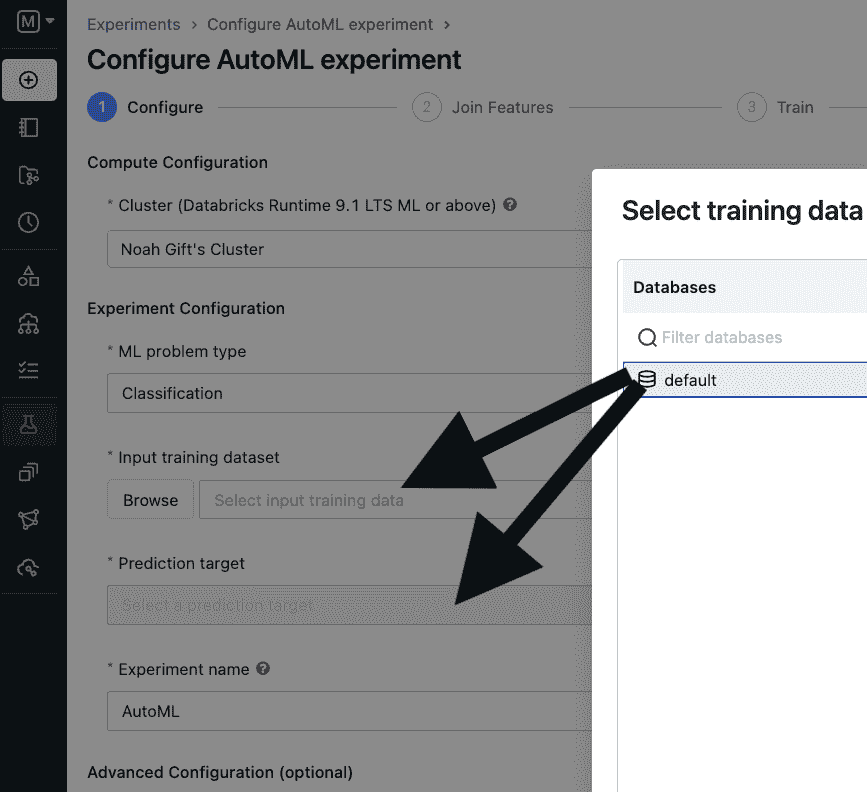 M
Experiments › Configure AutoML experiment ›
Configure AutoML experiment
1 Configure
2 Join Features
3 Train
Compute Configuration
* Cluster (Databricks Runtime 9.1 LTS ML or above) ?
Noah Gift's Cluster
Experiment Configuration
* ML problem type
Classification
* Input training dataset
Browse
Select input training data
* Prediction target
Select a prediction target
* Experiment name ?
AutoML
Advanced Configuration (optional)
Select training data
Databases
Filter databases
default